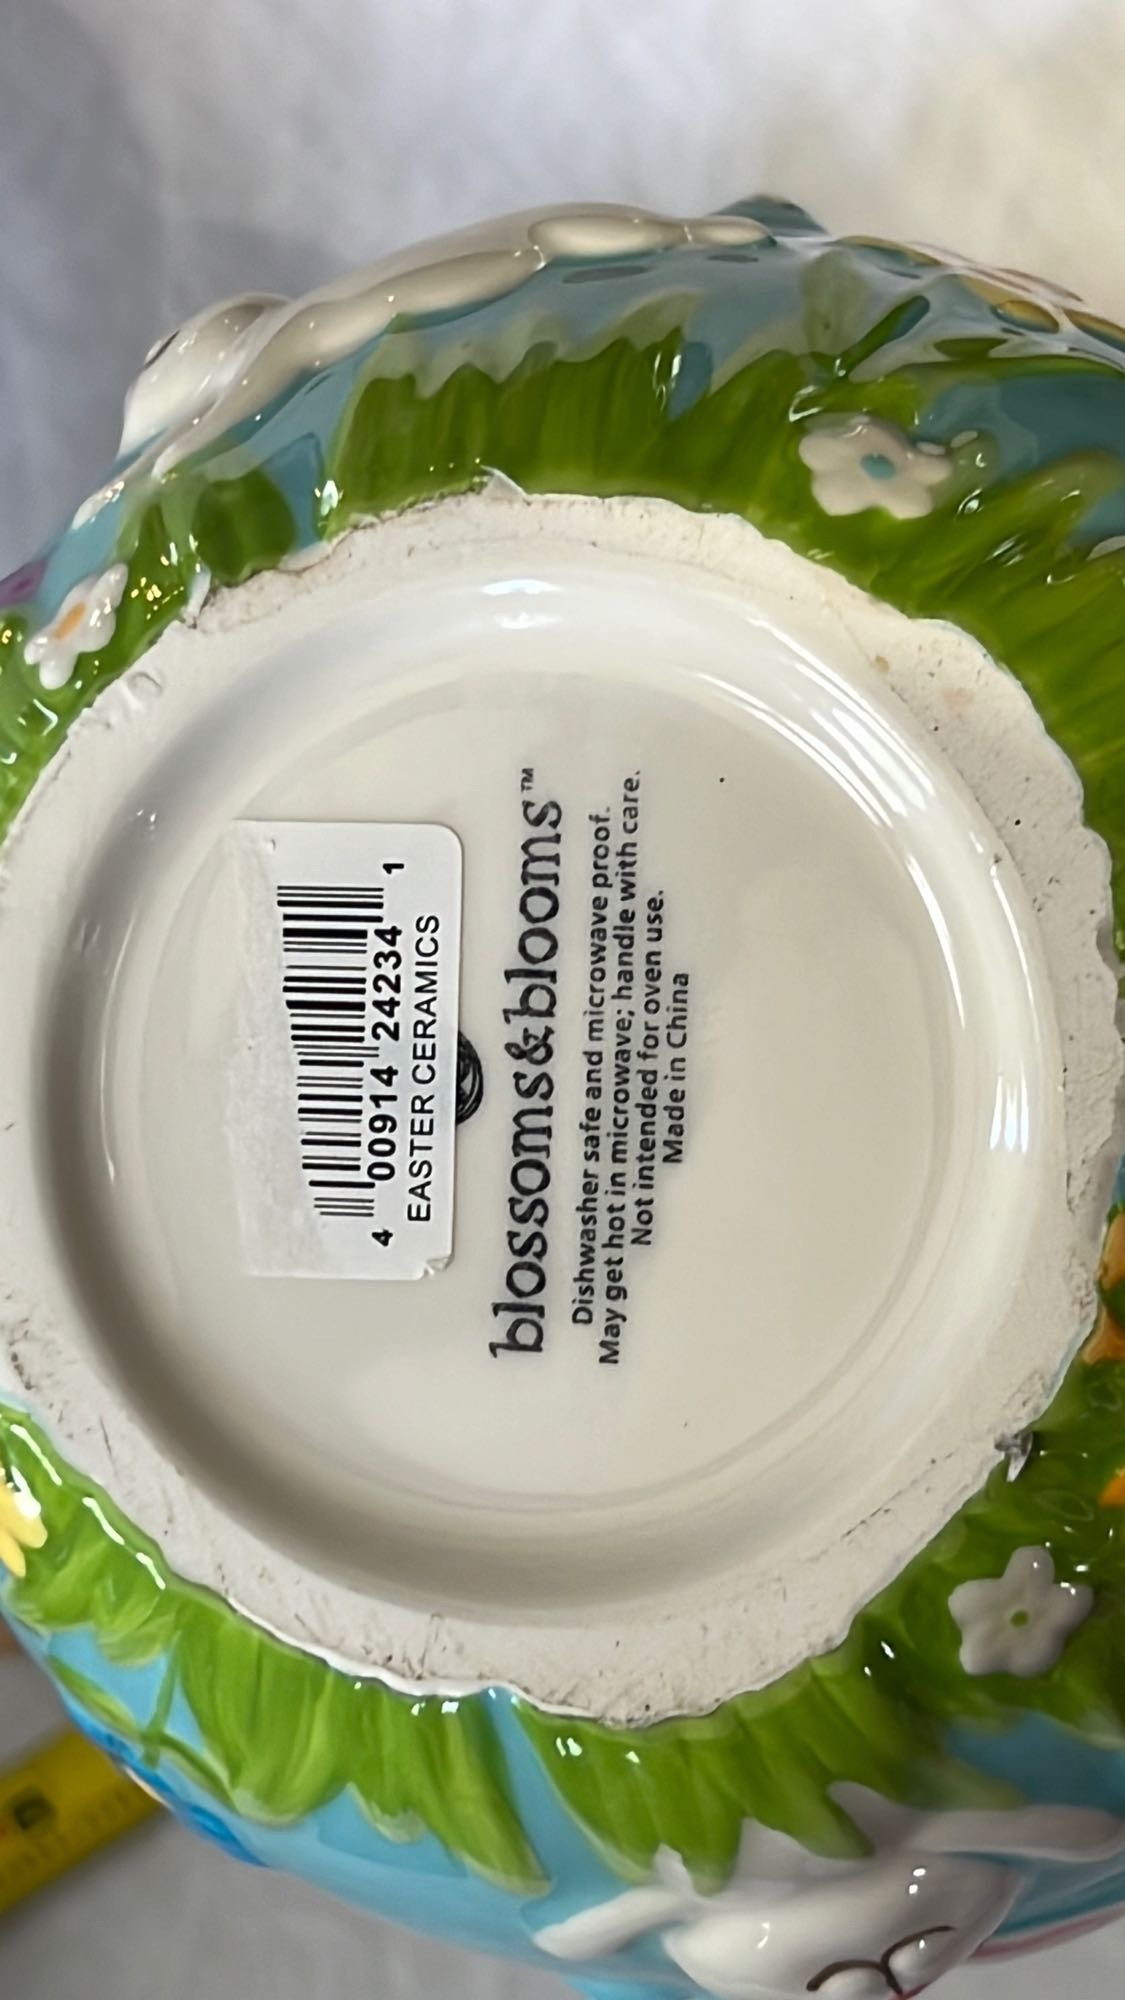 4 00914 24234 1
EASTER CERAMICS
blossoms&blooms™
Dishwasher safe and microwave proof.
May get hot in microwave; handle with care.
Not intended for oven use.
Made in China